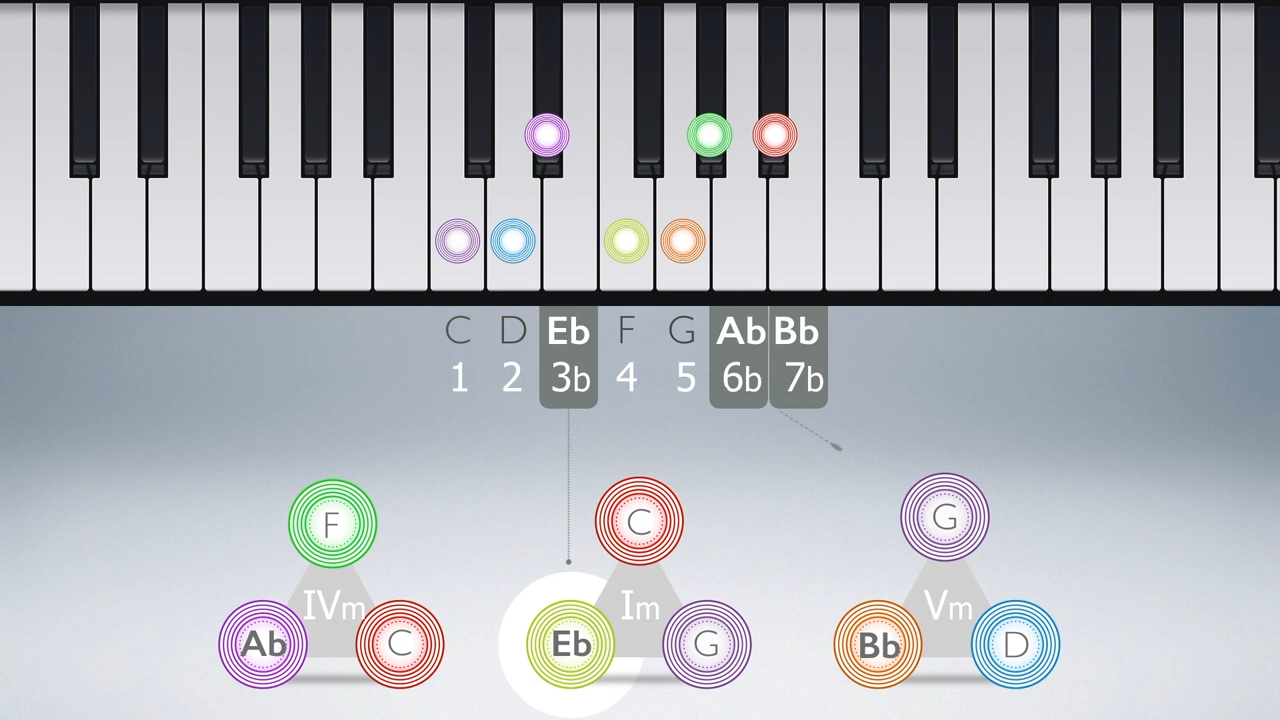 C D Eb F G Ab Bb
1 2 3b 4 5 6b 7b
F C G
IVm Im Vm
Ab C Eb G Bb D